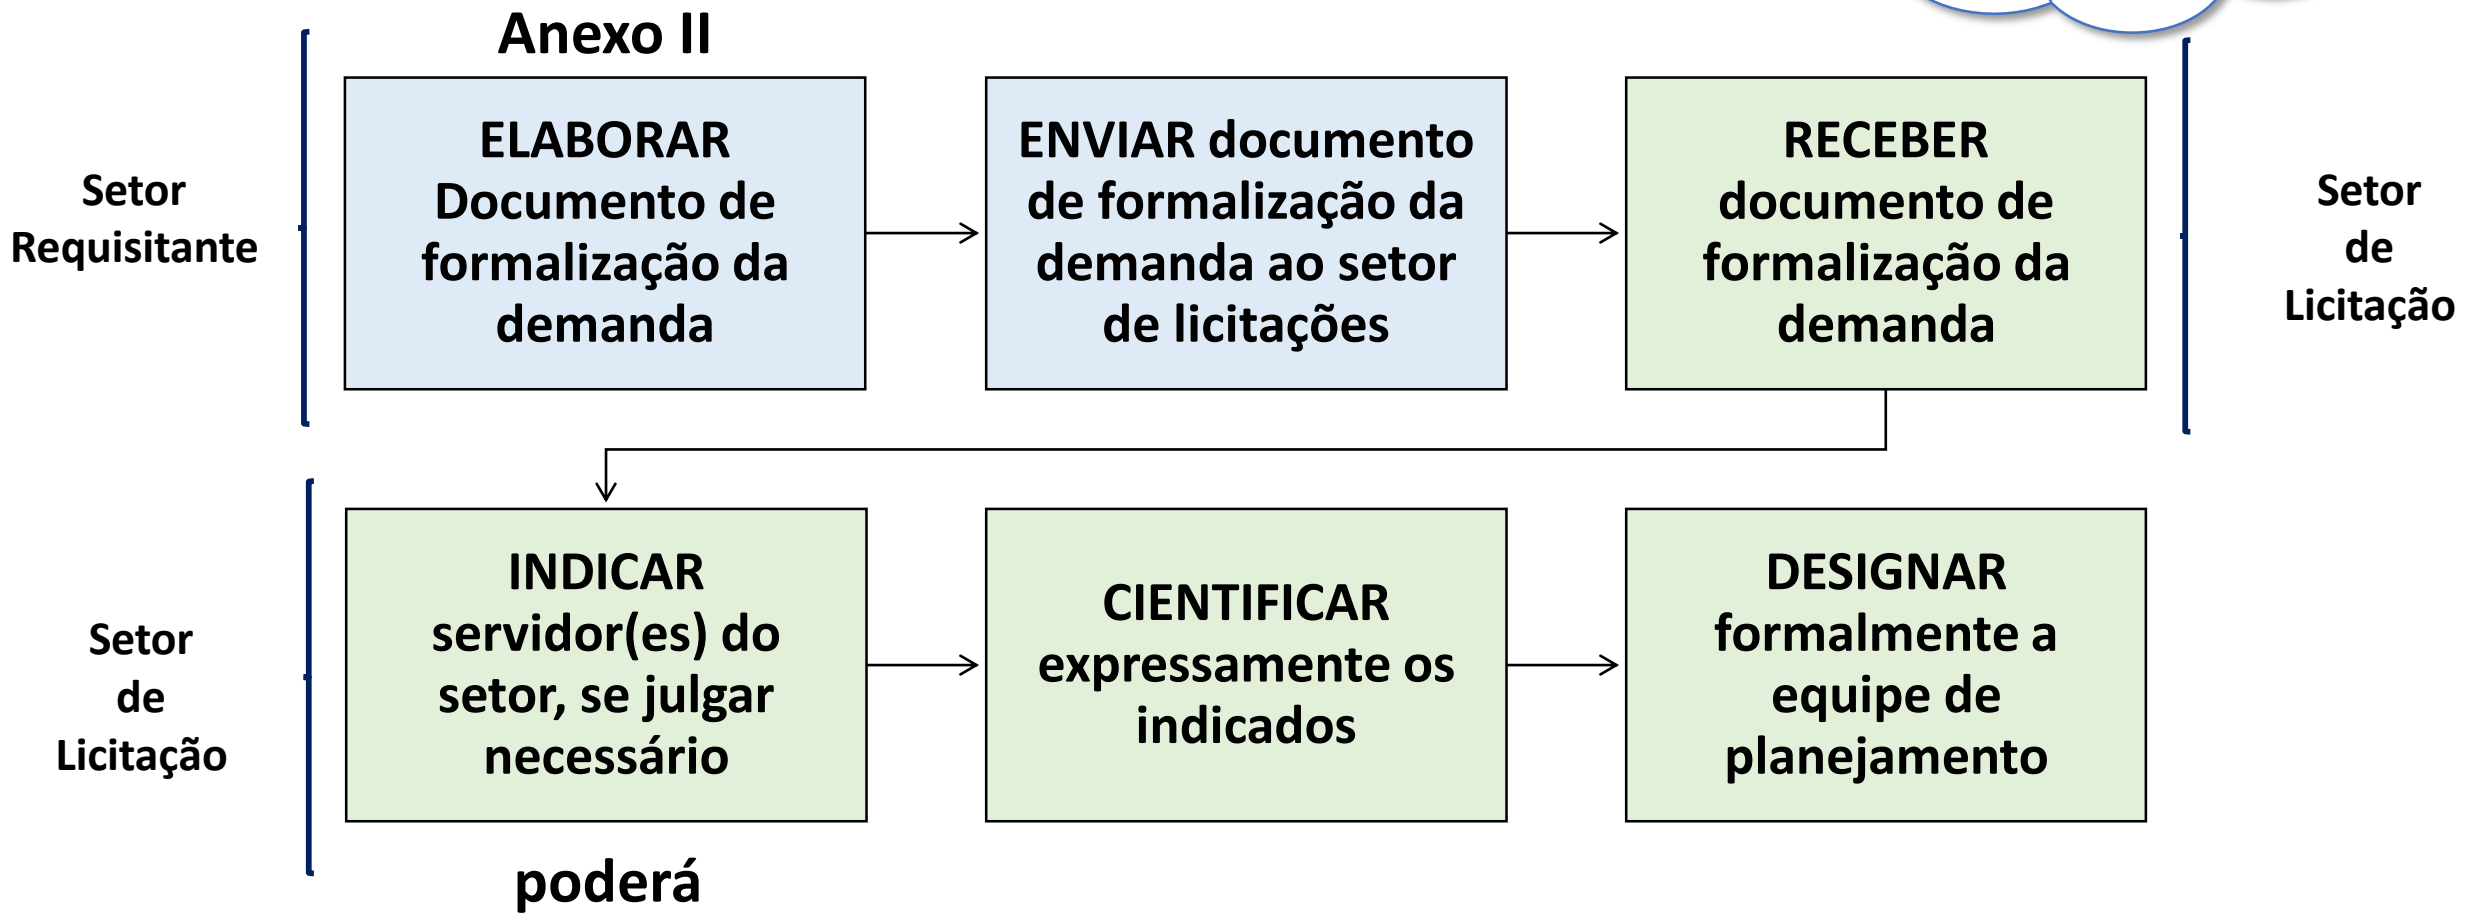 Anexo II
Setor
Requisitante
ELABORAR
Documento de
formalização da
demanda
ENVIAR documento
de formalização da
demanda ao setor
de licitações
RECEBER
documento de
formalização da
demanda
Setor
de
Licitação
Setor
de
Licitação
INDICAR
servidor(es) do
setor, se julgar
necessário
CIENTIFICAR
expressamente os
indicados
DESIGNAR
formalmente a
equipe de
planejamento
poderá